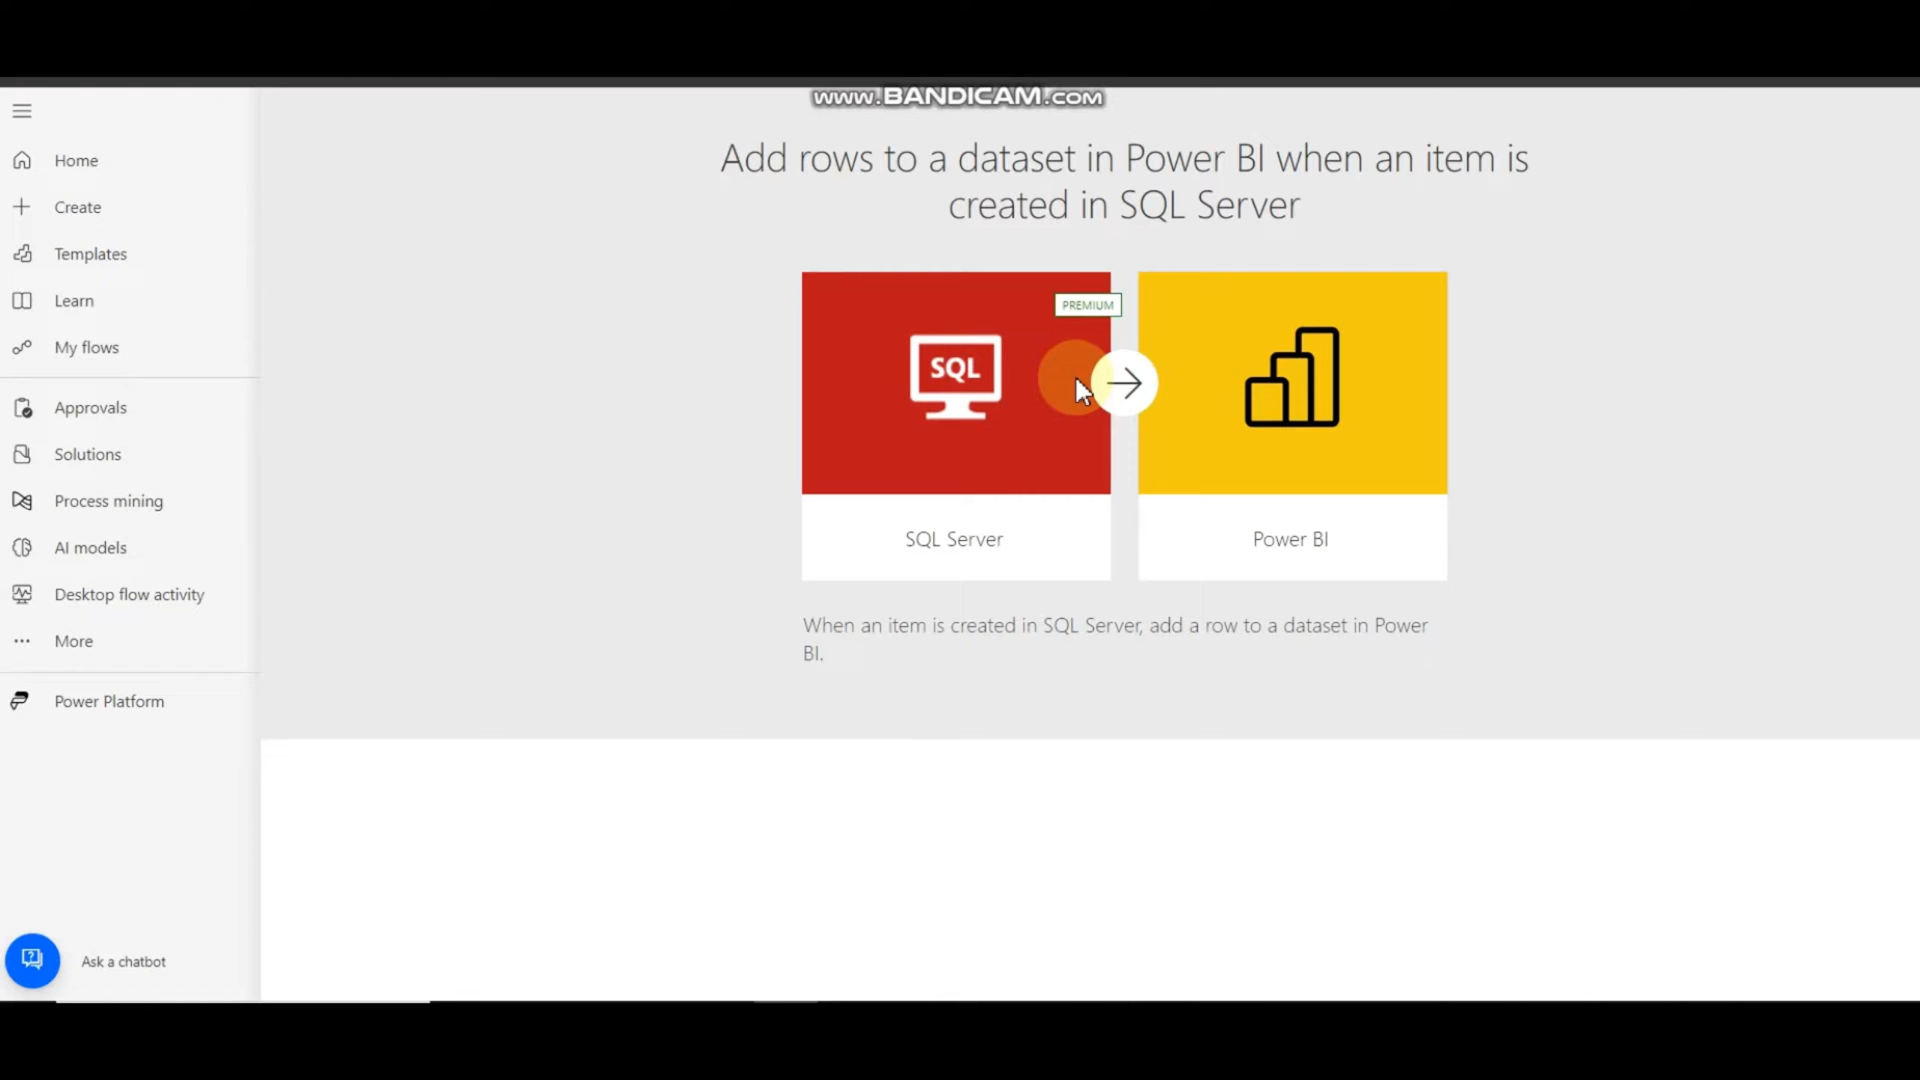 www.BANDICAM.com
Home
Create
Templates
Learn
My flows
Approvals
Solutions
Process mining
AI models
Desktop flow activity
More
Power Platform
Ask a chatbot
Add rows to a dataset in Power BI when an item is
created in SQL Server
PREMIUM
SQL
SQL Server
Power BI
When an item is created in SQL Server, add a row to a dataset in Power
BI.